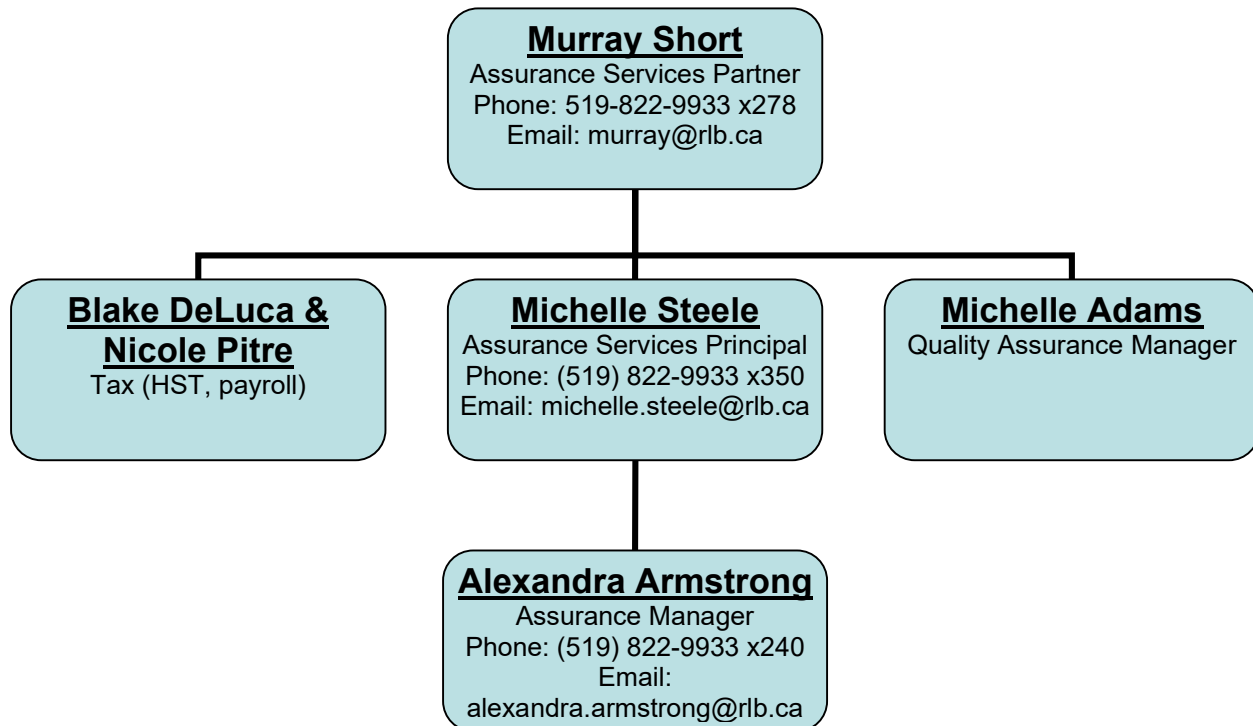 Murray Short
Assurance Services Partner
Phone: 519-822-9933 x278
Email: murray@rlb.ca
Blake DeLuca &
Nicole Pitre
Tax (HST, payroll)
Michelle Steele
Assurance Services Principal
Phone: (519) 822-9933 x350
Email: michelle.steele@rlb.ca
Michelle Adams
Quality Assurance Manager
Alexandra Armstrong
Assurance Manager
Phone: (519) 822-9933 x240
Email:
alexandra.armstrong@rlb.ca